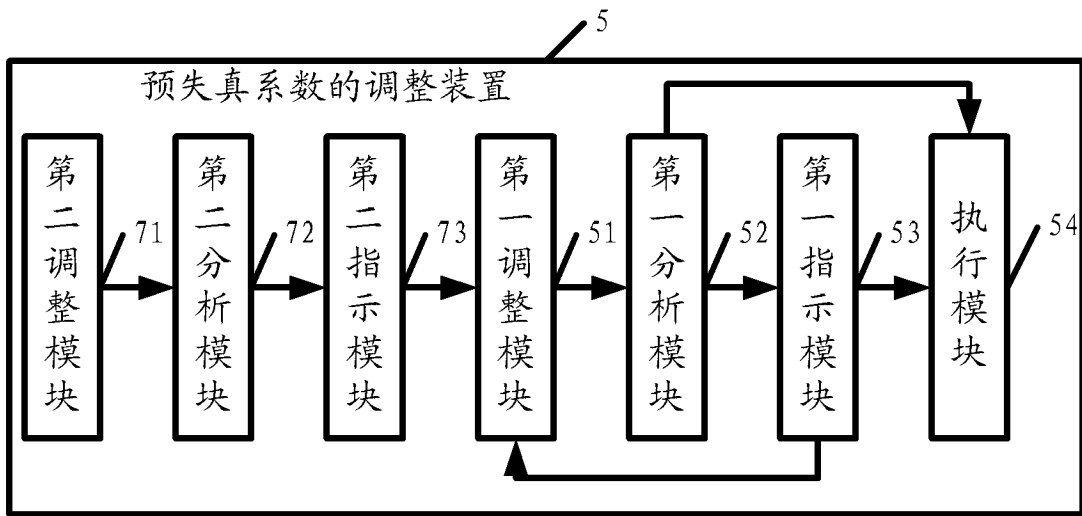 5
预失真系数的调整装置
第二调整模块
71
第二分析模块
72
第二指示模块
73
第一调整模块
51
第一分析模块
52
第一指示模块
53
执行模块
54